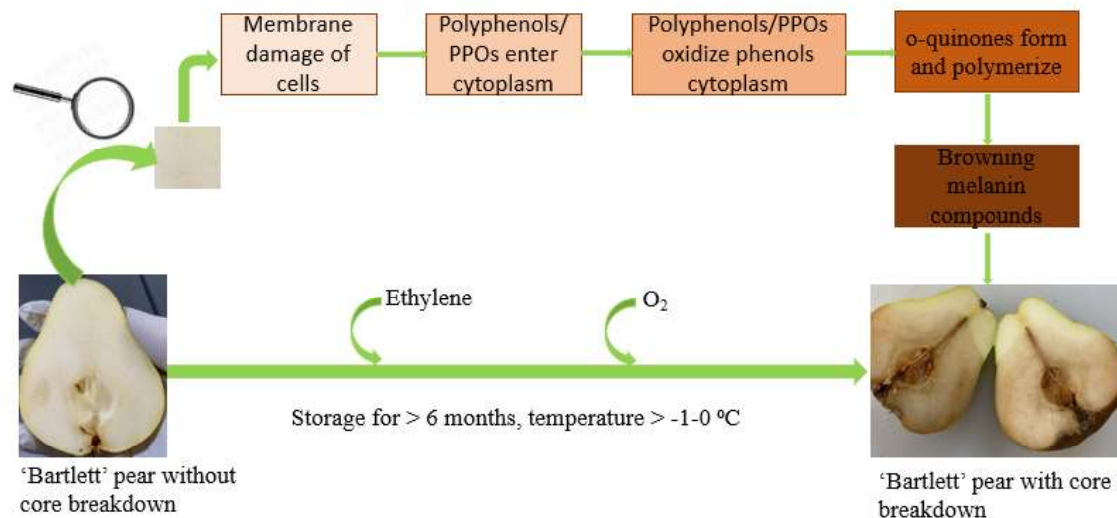 Membrane
damage of
cells
Polyphenols/
PPOs enter
cytoplasm
Polyphenols/PPOs
oxidize phenols
cytoplasm
o-quinones form
and polymerize
Browning
melanin
compounds
Ethylene
O₂
Storage for > 6 months, temperature > -1-0 ⁰C
‘Bartlett’ pear without
core breakdown
‘Bartlett’ pear with core
breakdown